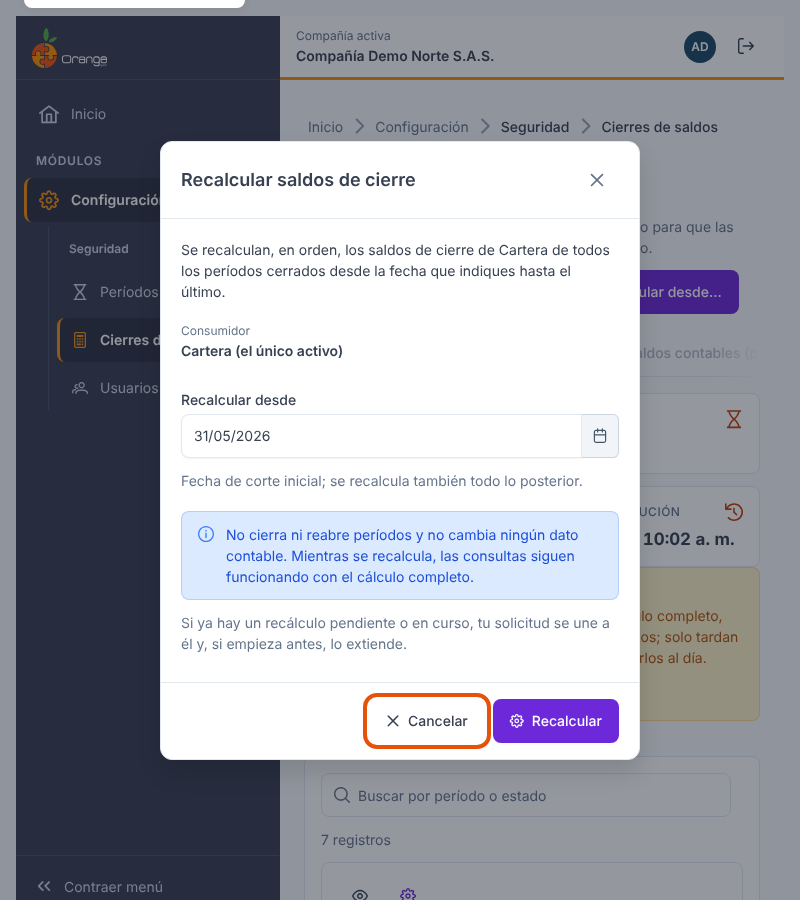 Orange
Compañía activa
Compañía Demo Norte S.A.S.
AD
Inicio
MÓDULOS
Configuración
Seguridad
Períodos
Cierres d
Usuarios
Contraer menú
Inicio
Configuración
Seguridad
Cierres de saldos
o para que las
o.
ular desde...
aldos contables (p
UCIÓN
10:02 a. m.
lo completo,
os; solo tardan
rlos al día.
Recalcular saldos de cierre
Se recalculan, en orden, los saldos de cierre de Cartera de todos
los períodos cerrados desde la fecha que indiques hasta el
último.
Consumidor
Cartera (el único activo)
Recalcular desde
31/05/2026
Fecha de corte inicial; se recalcula también todo lo posterior.
No cierra ni reabre períodos y no cambia ningún dato
contable. Mientras se recalcula, las consultas siguen
funcionando con el cálculo completo.
Si ya hay un recálculo pendiente o en curso, tu solicitud se une a
él y, si empieza antes, lo extiende.
Cancelar
Recalcular
Buscar por período o estado
7 registros